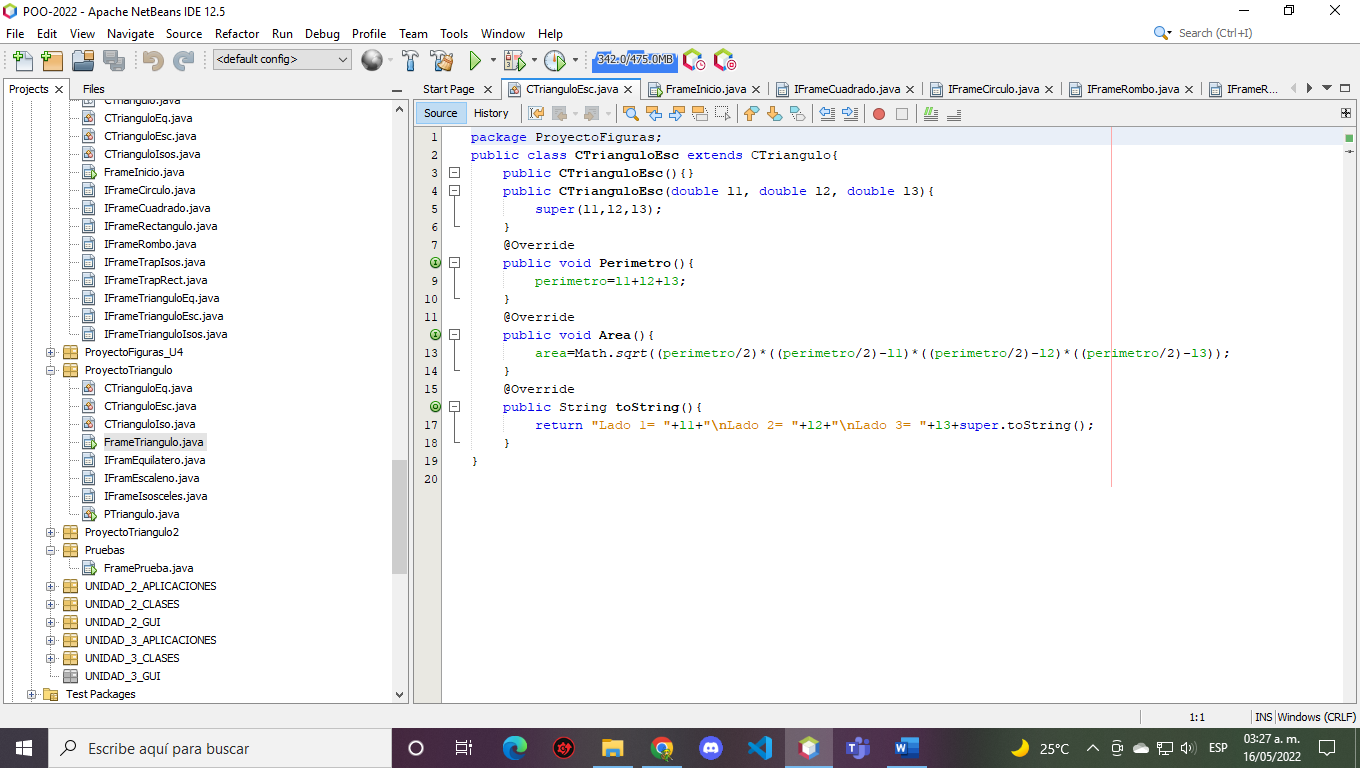 POO-2022 - Apache NetBeans IDE 12.5
File Edit View Navigate Source Refactor Run Debug Profile Team Tools Window Help
Search (Ctrl+I)
<default config>
342.0/475.0MB
Projects
Files
CTriangulo.java
CTrianguloEq.java
CTrianguloEsc.java
CTrianguloIsos.java
FrameInicio.java
IFrameCirculo.java
IFrameCuadrado.java
IFrameRectangulo.java
IFrameRombo.java
IFrameTrapIsos.java
IFrameTrapRect.java
IFrameTrianguloEq.java
IFrameTrianguloEsc.java
IFrameTrianguloIsos.java
ProyectoFiguras_U4
ProyectoTriangulo
CTrianguloEq.java
CTrianguloEsc.java
CTrianguloIso.java
FrameTriangulo.java
IFramEquilatero.java
IFramEscaleno.java
IFrameIsosceles.java
PTriangulo.java
ProyectoTriangulo2
Pruebas
FramePrueba.java
UNIDAD_2_APLICACIONES
UNIDAD_2_CLASES
UNIDAD_2_GUI
UNIDAD_3_APLICACIONES
UNIDAD_3_CLASES
UNIDAD_3_GUI
Test Packages
Start Page
CTrianguloEsc.java
FrameInicio.java
IFrameCuadrado.java
IFrameCirculo.java
IFrameRombo.java
IFrameR...
Source
History
1 package ProyectoFiguras;
2 public class CTrianguloEsc extends CTriangulo{
3 public CTrianguloEsc(){}
4 public CTrianguloEsc(double l1, double l2, double l3){
5 super(l1,l2,l3);
6 }
7 @Override
public void Perimetro(){
9 perimetro=l1+l2+l3;
10 }
11 @Override
public void Area(){
13 area=Math.sqrt((perimetro/2)*((perimetro/2)-l1)*((perimetro/2)-l2)*((perimetro/2)-l3));
14 }
15 @Override
public String toString(){
17 return "Lado 1= "+l1+"\nLado 2= "+l2+"\nLado 3= "+l3+super.toString();
18 }
19 }
20
1:1
INS
Windows (CRLF)
Escribe aquí para buscar
25°C
ESP
03:27 a. m.
16/05/2022